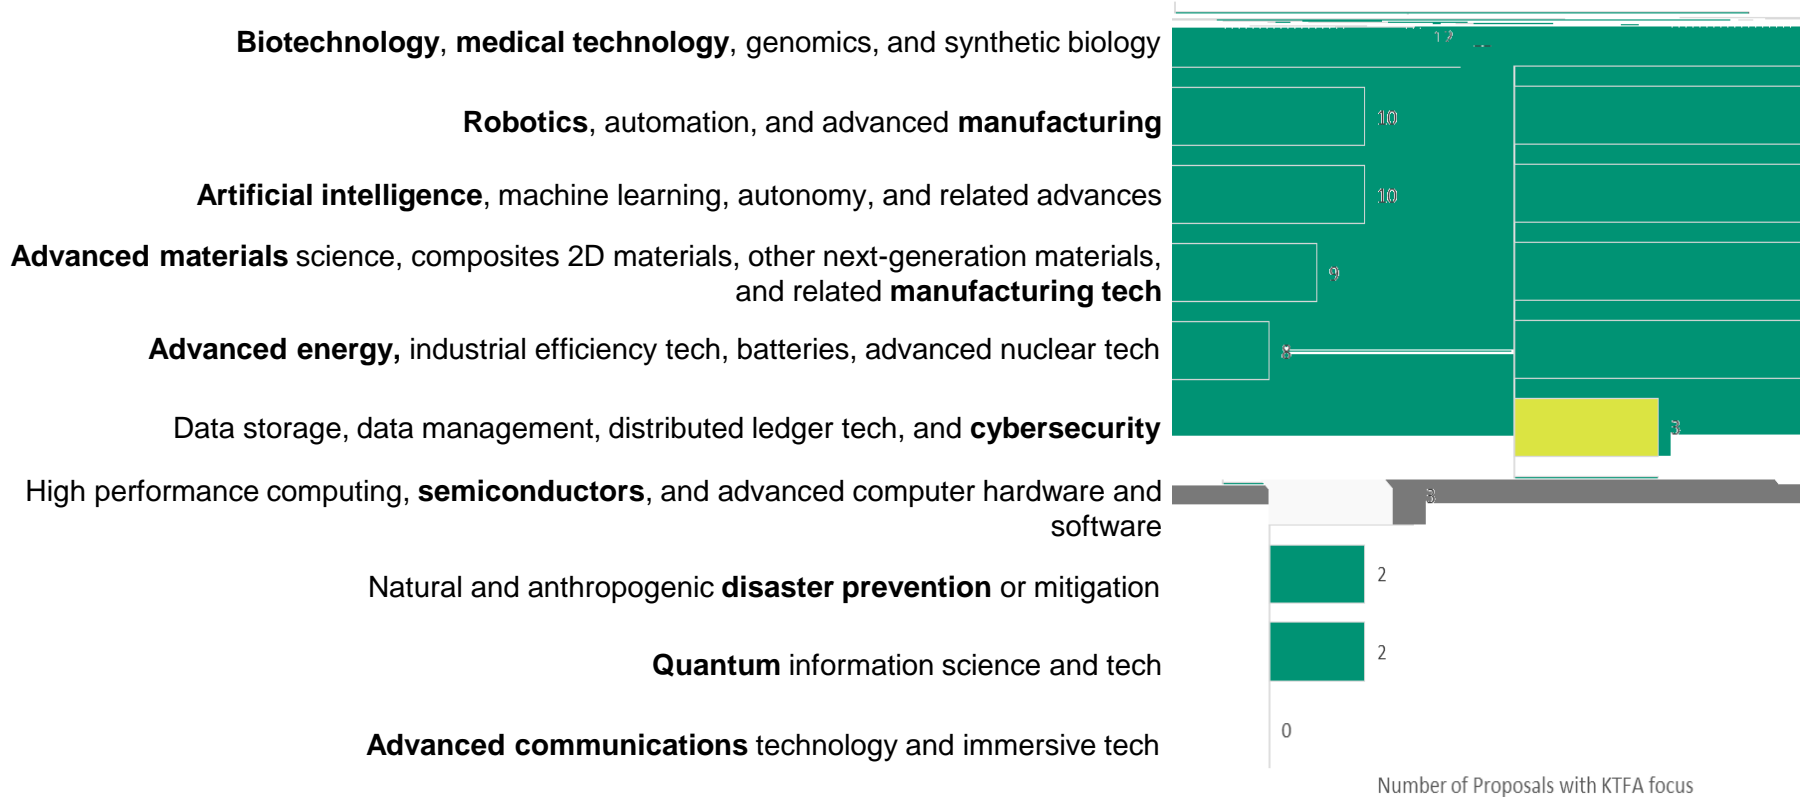 Biotechnology, medical technology, genomics, and synthetic biology
12
Robotics, automation, and advanced manufacturing
10
Artificial intelligence, machine learning, autonomy, and related advances
10
Advanced materials science, composites 2D materials, other next-generation materials,
and related manufacturing tech
9
Advanced energy, industrial efficiency tech, batteries, advanced nuclear tech
Data storage, data management, distributed ledger tech, and cybersecurity
3
High performance computing, semiconductors, and advanced computer hardware and
software
3
Natural and anthropogenic disaster prevention or mitigation
2
Quantum information science and tech
2
Advanced communications technology and immersive tech
0
Number of Proposals with KTFA focus